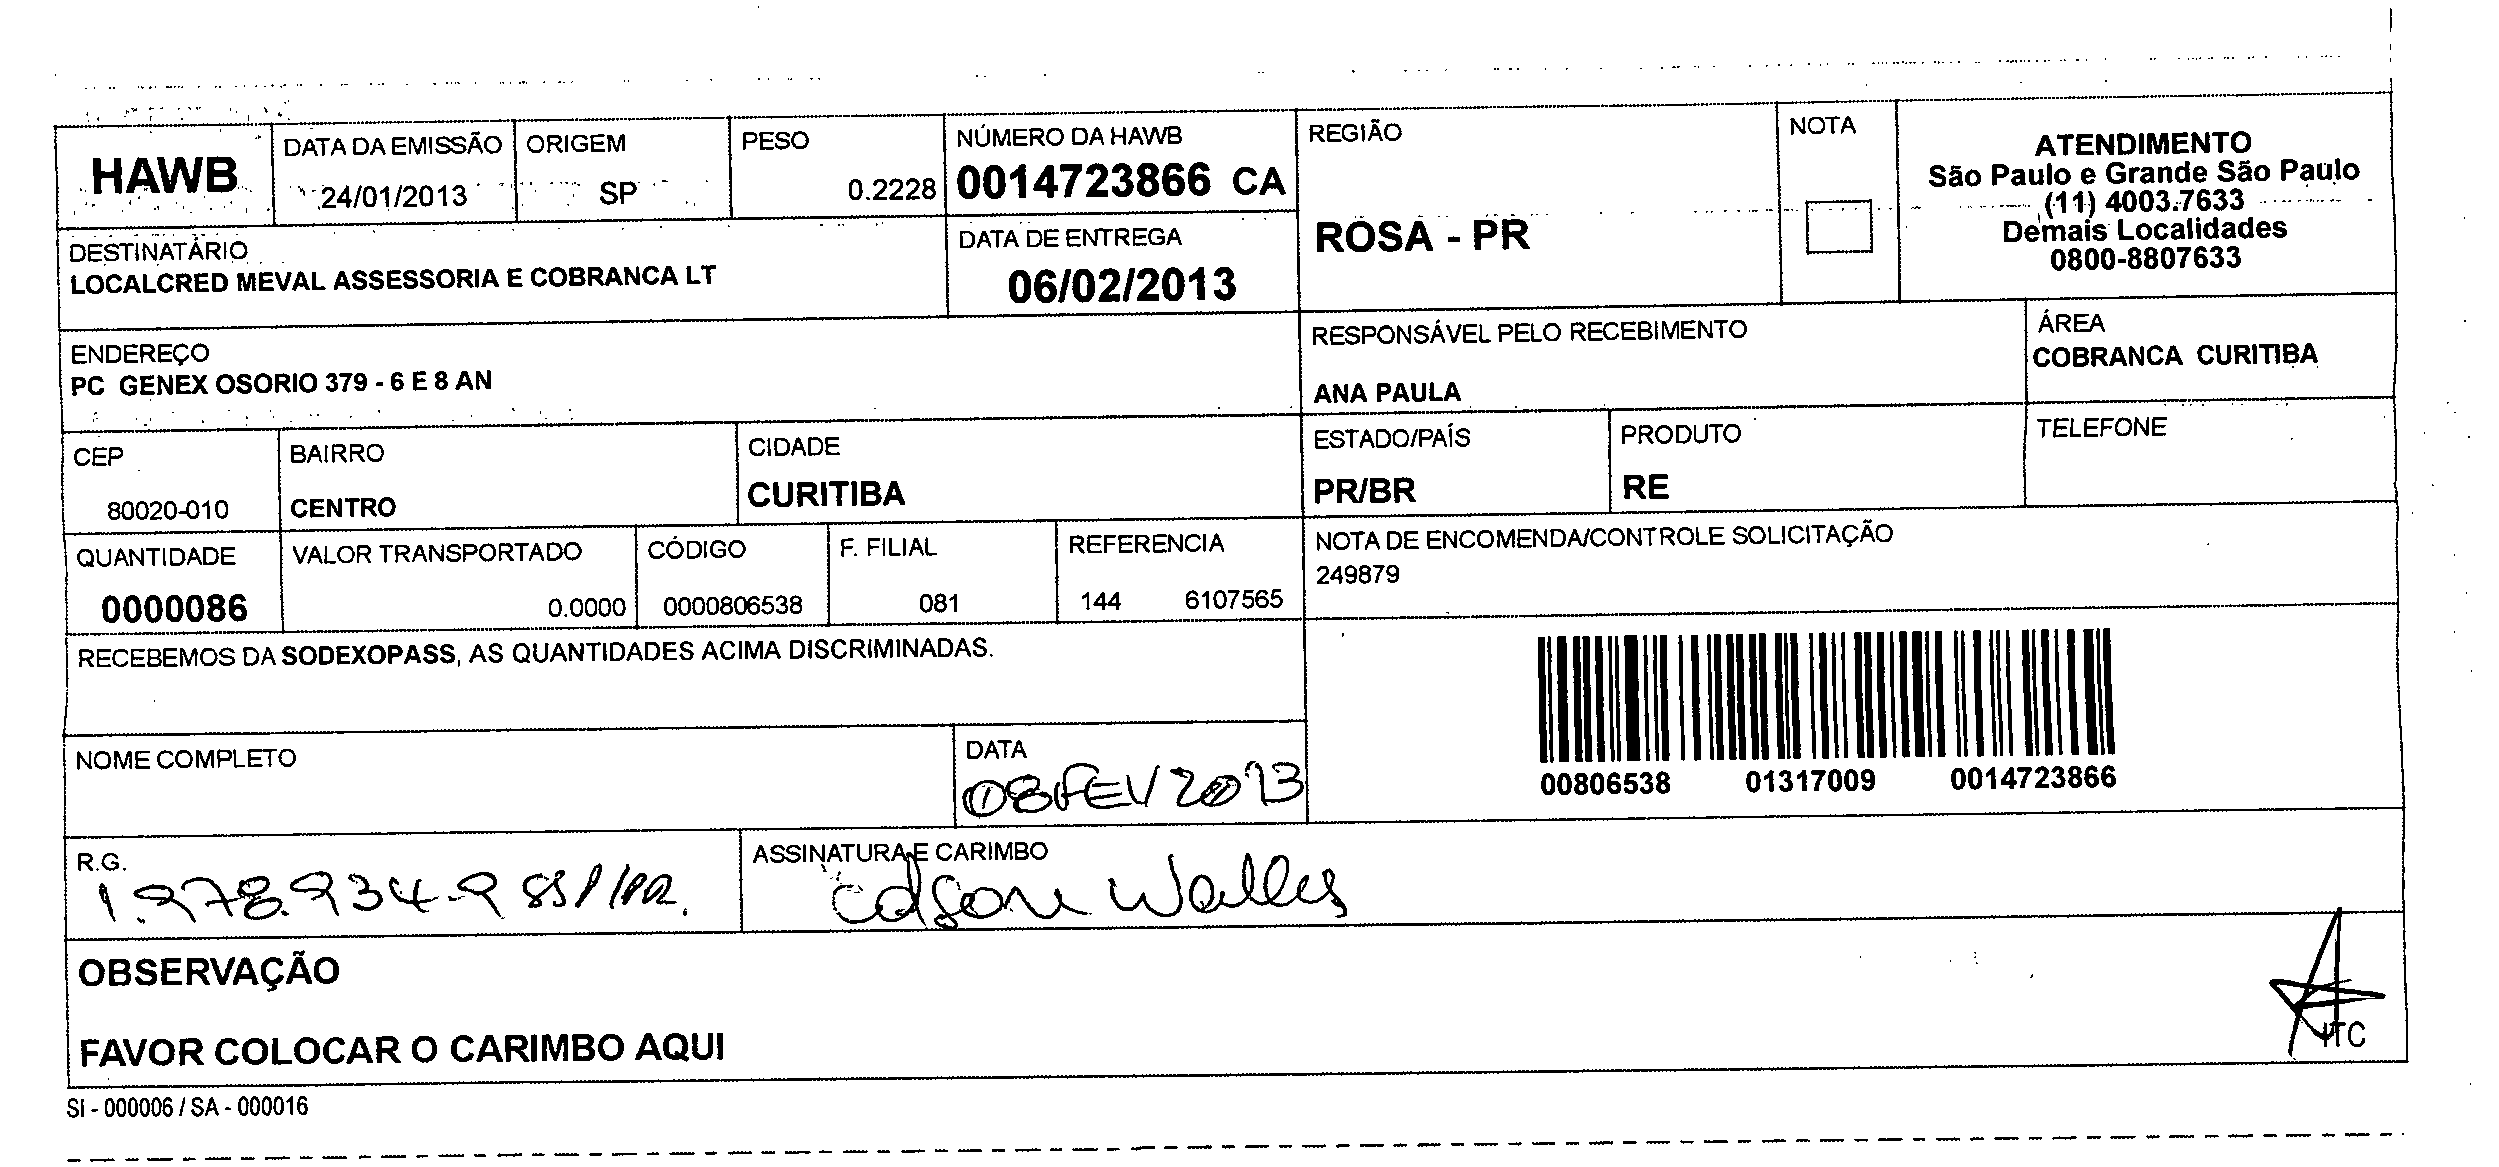 HAWB
DATA DA EMISSÃO
24/01/2013
ORIGEM
SP
PESO
0.2228
NÚMERO DA HAWB
0014723866 CA
REGIÃO
ROSA - PR
NOTA
ATENDIMENTO
São Paulo e Grande São Paulo
(11) 4003.7633
Demais Localidades
0800-8807633
DESTINATÁRIO
LOCALCRED MEVAL ASSESSORIA E COBRANCA LT
DATA DE ENTREGA
06/02/2013
ENDEREÇO
PC GENEX OSORIO 379 - 6 E 8 AN
RESPONSÁVEL PELO RECEBIMENTO
ANA PAULA
ÁREA
COBRANCA CURITIBA
CEP
80020-010
BAIRRO
CENTRO
CIDADE
CURITIBA
ESTADO/PAÍS
PR/BR
PRODUTO
RE
TELEFONE
QUANTIDADE
0000086
VALOR TRANSPORTADO
0.0000
CÓDIGO
0000806538
F. FILIAL
081
REFERENCIA
144 6107565
NOTA DE ENCOMENDA/CONTROLE SOLICITAÇÃO
249879
RECEBEMOS DA SODEXOPASS, AS QUANTIDADES ACIMA DISCRIMINADAS.
00806538 01317009 0014723866
NOME COMPLETO
DATA
08 FEV 2013
R.G.
1.978.934-9 SSP/PR.
ASSINATURA E CARIMBO
Edson Walles
OBSERVAÇÃO
FAVOR COLOCAR O CARIMBO AQUI
ITC
SI - 000006 / SA - 000016